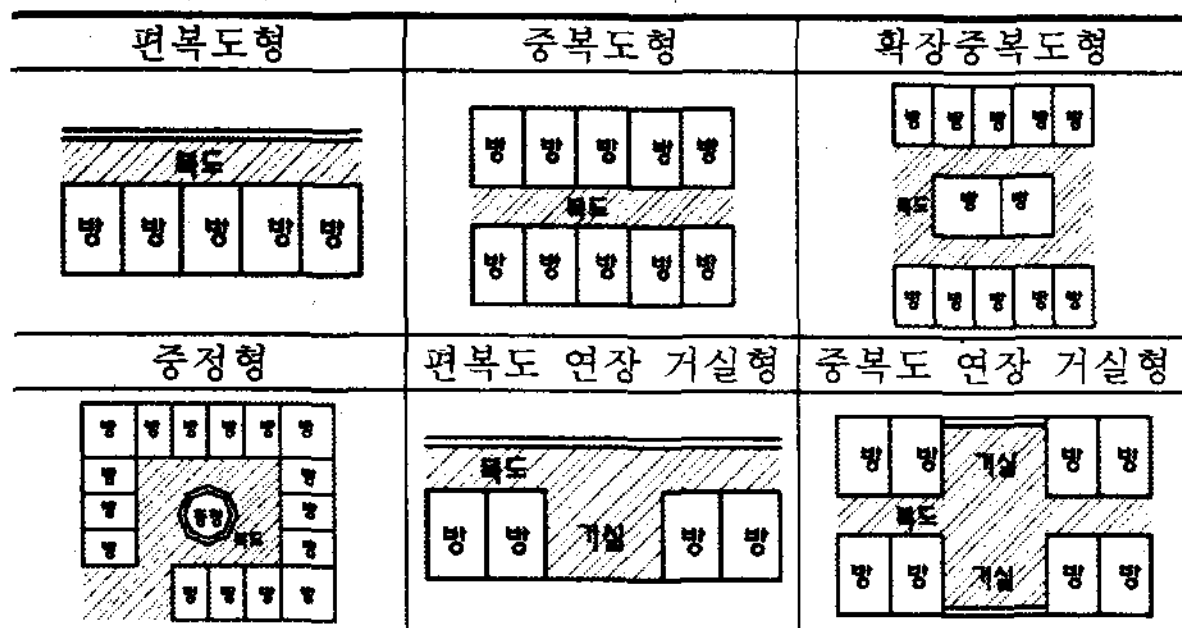 편복도형 중복도형 확장중복도형
복도
방 방 방 방 방
방 방 방 방 방
복도
방 방 방 방 방
방 방 방 방 방
복도 방 방
방 방 방 방 방
중정형 편복도 연장 거실형 중복도 연장 거실형
방 방 방 방 방 방
방 방
방 중정 방
방 복도 방
방 방 방 방
복도
방 방 거실 방 방
방 방 거실 방 방
복도
방 방 거실 방 방